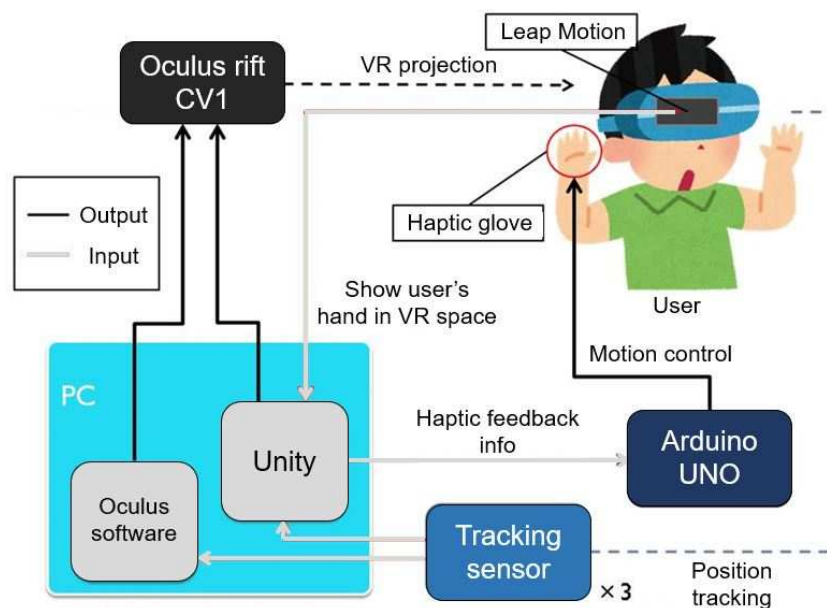 Leap Motion
Oculus rift
CV1
VR projection
Output
Input
Haptic glove
Show user's
hand in VR space
User
Motion control
PC
Unity
Haptic feedback
info
Arduino
UNO
Oculus
software
Tracking
sensor
×3
Position
tracking